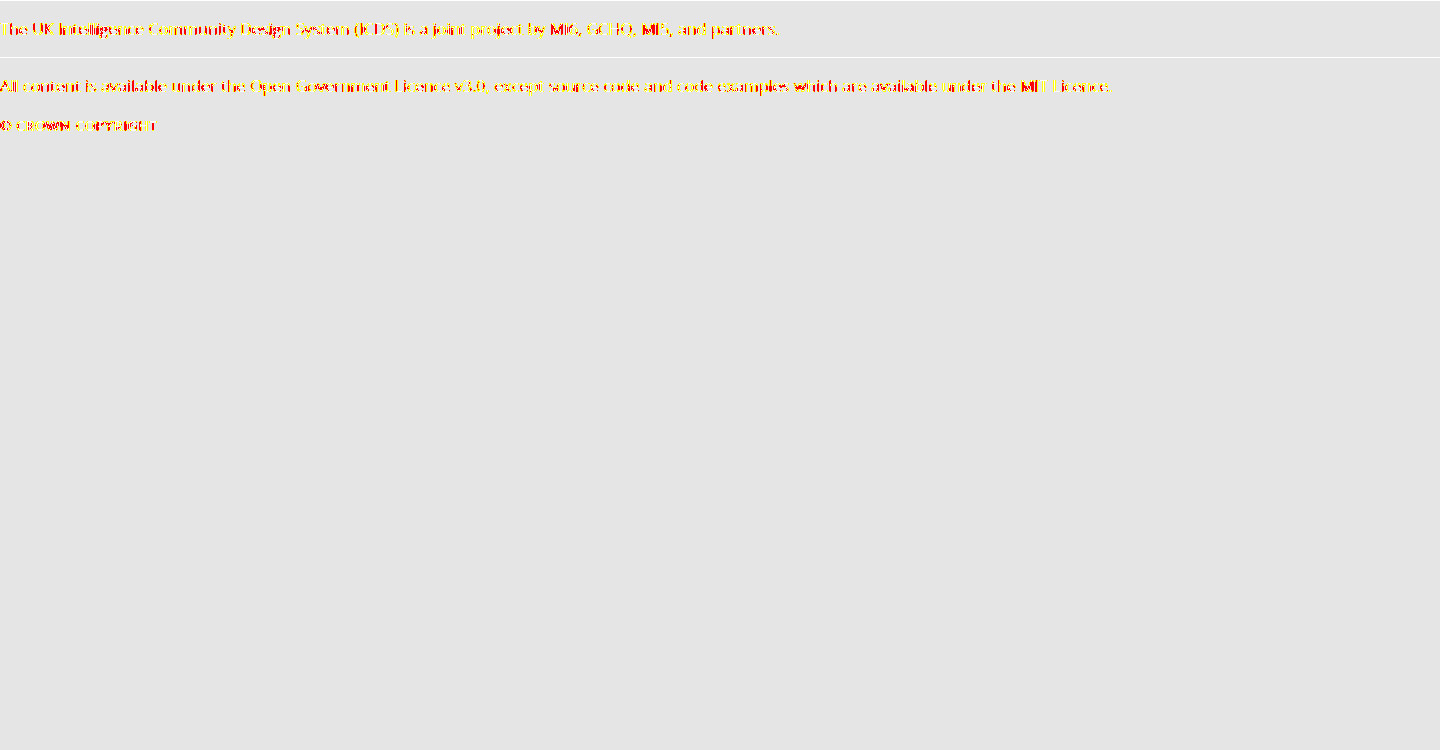 The UK Intelligence Community Design System (ICDS) is a joint project by MI6, GCHQ, MI5, and partners.
All content is available under the Open Government Licence v3.0, except source code and code examples which are available under the MIT Licence
© CROWN COPYRIGHT